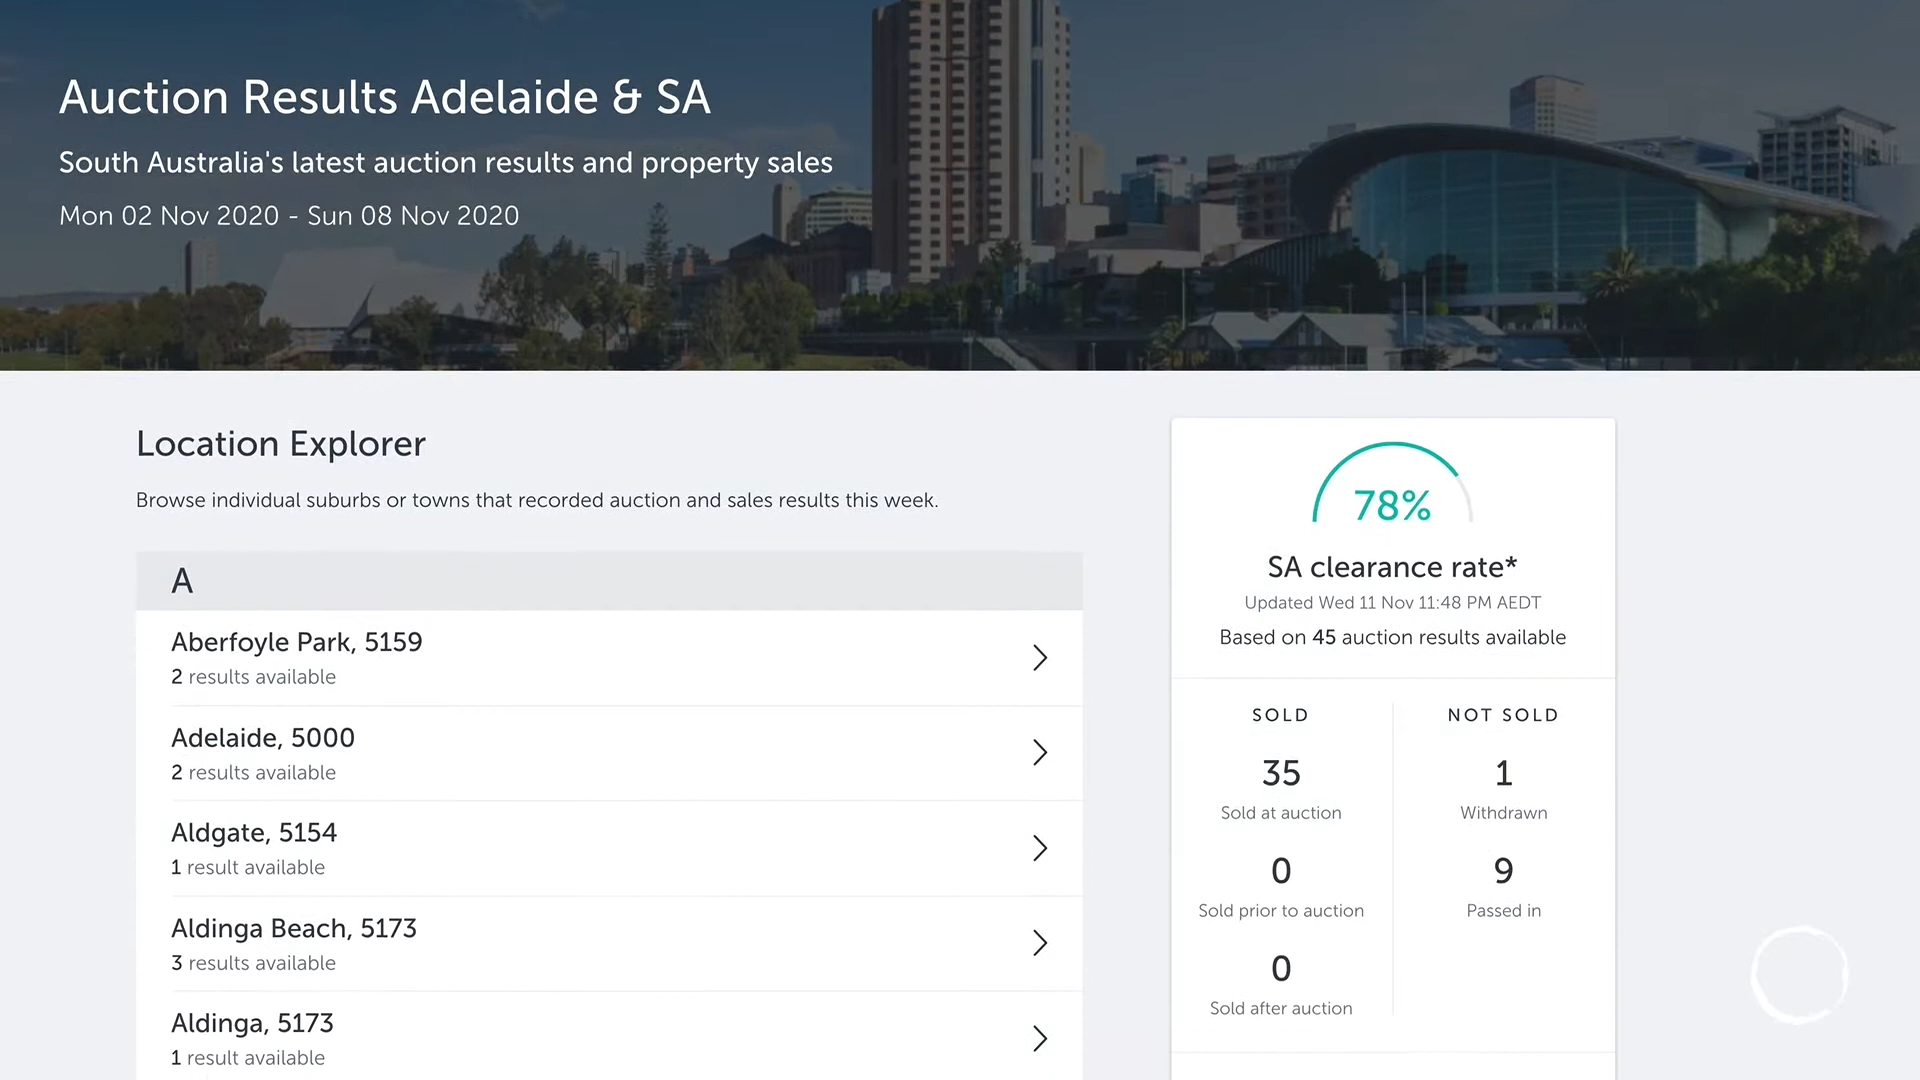 Auction Results Adelaide & SA
South Australia's latest auction results and property sales
Mon 02 Nov 2020 - Sun 08 Nov 2020
Location Explorer
Browse individual suburbs or towns that recorded auction and sales results this week.
A
Aberfoyle Park, 5159
2 results available
Adelaide, 5000
2 results available
Aldgate, 5154
1 result available
Aldinga Beach, 5173
3 results available
Aldinga, 5173
1 result available
78%
SA clearance rate*
Updated Wed 11 Nov 11:48 PM AEDT
Based on 45 auction results available
SOLD
35
Sold at auction
0
Sold prior to auction
0
Sold after auction
NOT SOLD
1
Withdrawn
9
Passed in